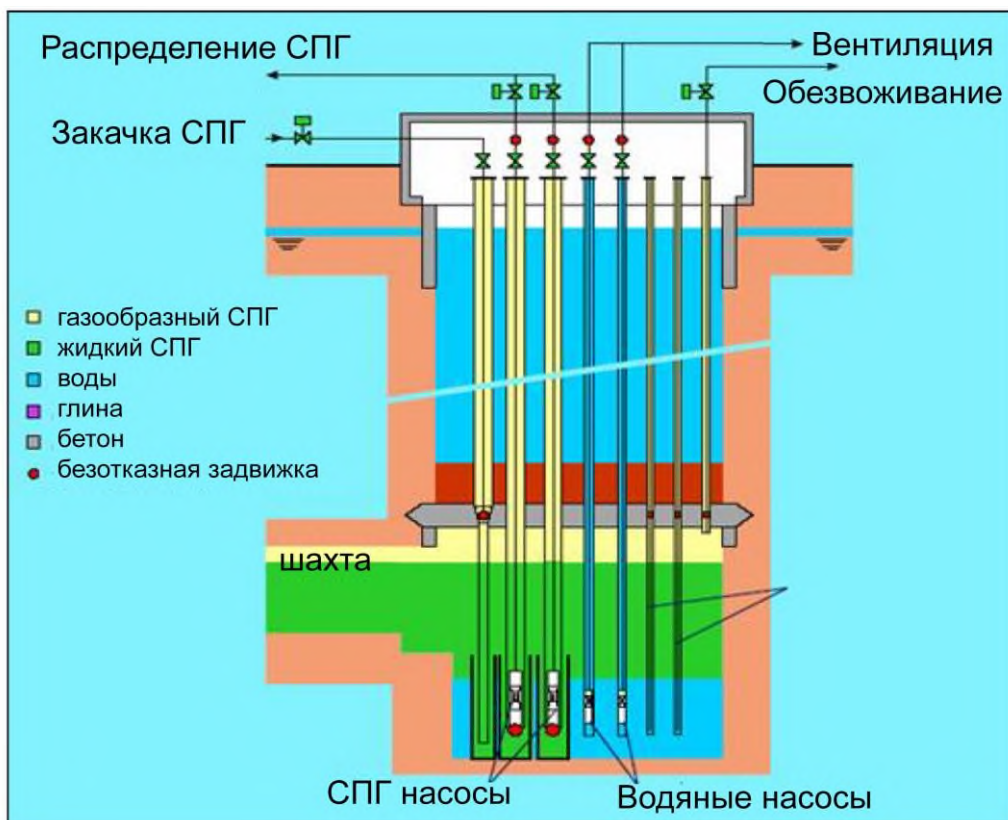 Распределение СПГ
Вентиляция
Обезвоживание
Закачка СПГ
газообразный СПГ
жидкий СПГ
воды
глина
бетон
безотказная задвижка
шахта
СПГ насосы
Водяные насосы